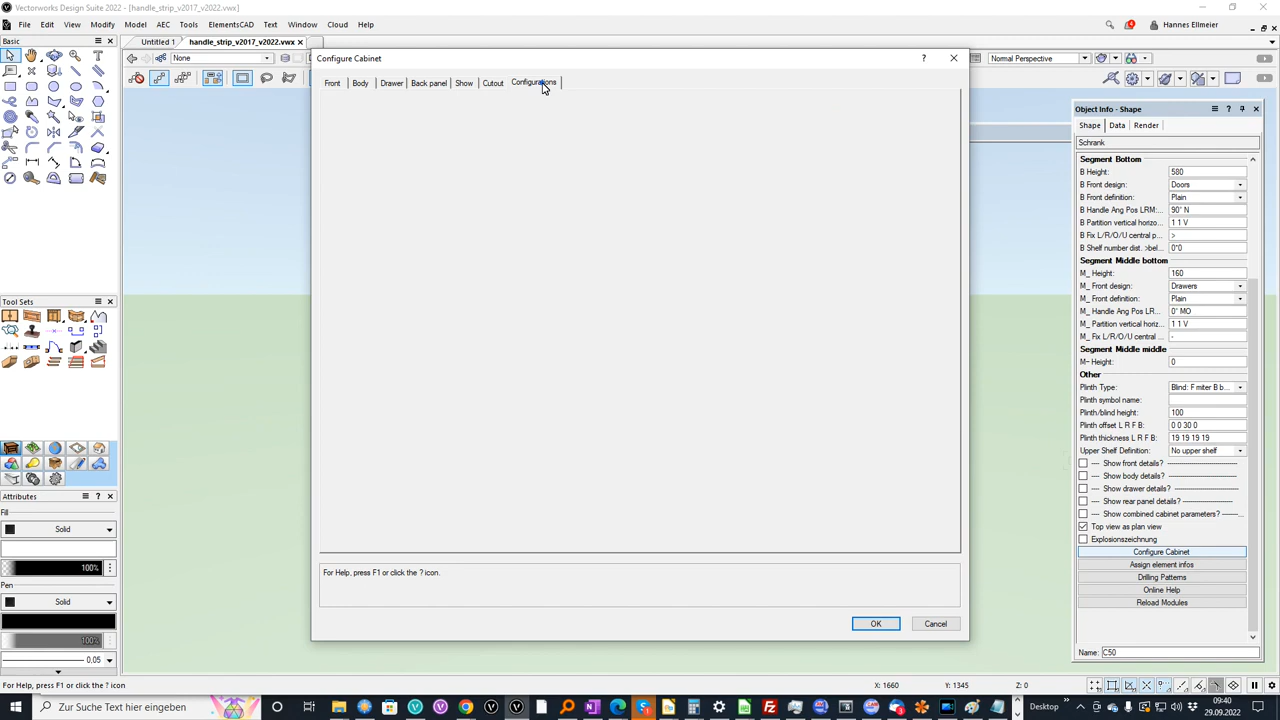 Vectorworks Design Suite 2022 - [handle_strip_v2017_v2022.vwx]
File Edit View Modify Model AEC Tools ElementsCAD Text Window Cloud Help
Hannes Ellmeier
Basic
Untitled 1 handle_strip_v2017_v2022.vwx
None
Normal Perspective
Configure Cabinet
Front Body Drawer Back panel Show Cutout Configurations
For Help, press F1 or click the ? icon.
OK Cancel
Tool Sets
Attributes
Fill
Solid
100%
Pen
Solid
100%
0,05
Object Info - Shape
Shape Data Render
Schrank
Segment Bottom
B Height: 580
B Front design: Doors
B Front definition: Plain
B Handle Ang Pos LRM:... 90° N
B Partition vertical horizo... 1 1 V
B Fix L/R/O/U central p... >
B Shelf number dist. >bel... 0*0
Segment Middle bottom
M_ Height: 160
M_ Front design: Drawers
M_ Front definition: Plain
M_ Handle Ang Pos LR... 0° MO
M_ Partition vertical horiz... 1 1 V
M_ Fix L/R/O/U central ... -
Segment Middle middle
M- Height: 0
Other
Plinth Type: Blind: F miter B b...
Plinth symbol name:
Plinth/blind height: 100
Plinth offset L R F B: 0 0 30 0
Plinth thickness L R F B: 19 19 19 19
Upper Shelf Definition: No upper shelf
---- Show front details? ----
---- Show body details? ----
---- Show drawer details? ----
---- Show rear panel details? ----
---- Show combined cabinet parameters? ----
Top view as plan view
Explosionszeichnung
Configure Cabinet
Assign element infos
Drilling Patterns
Online Help
Reload Modules
Name: C50
For Help, press F1 or click the ? icon
X: 1660 Y: 1345 Z: 0
Zur Suche Text hier eingeben
Desktop
09:40
29.09.2022